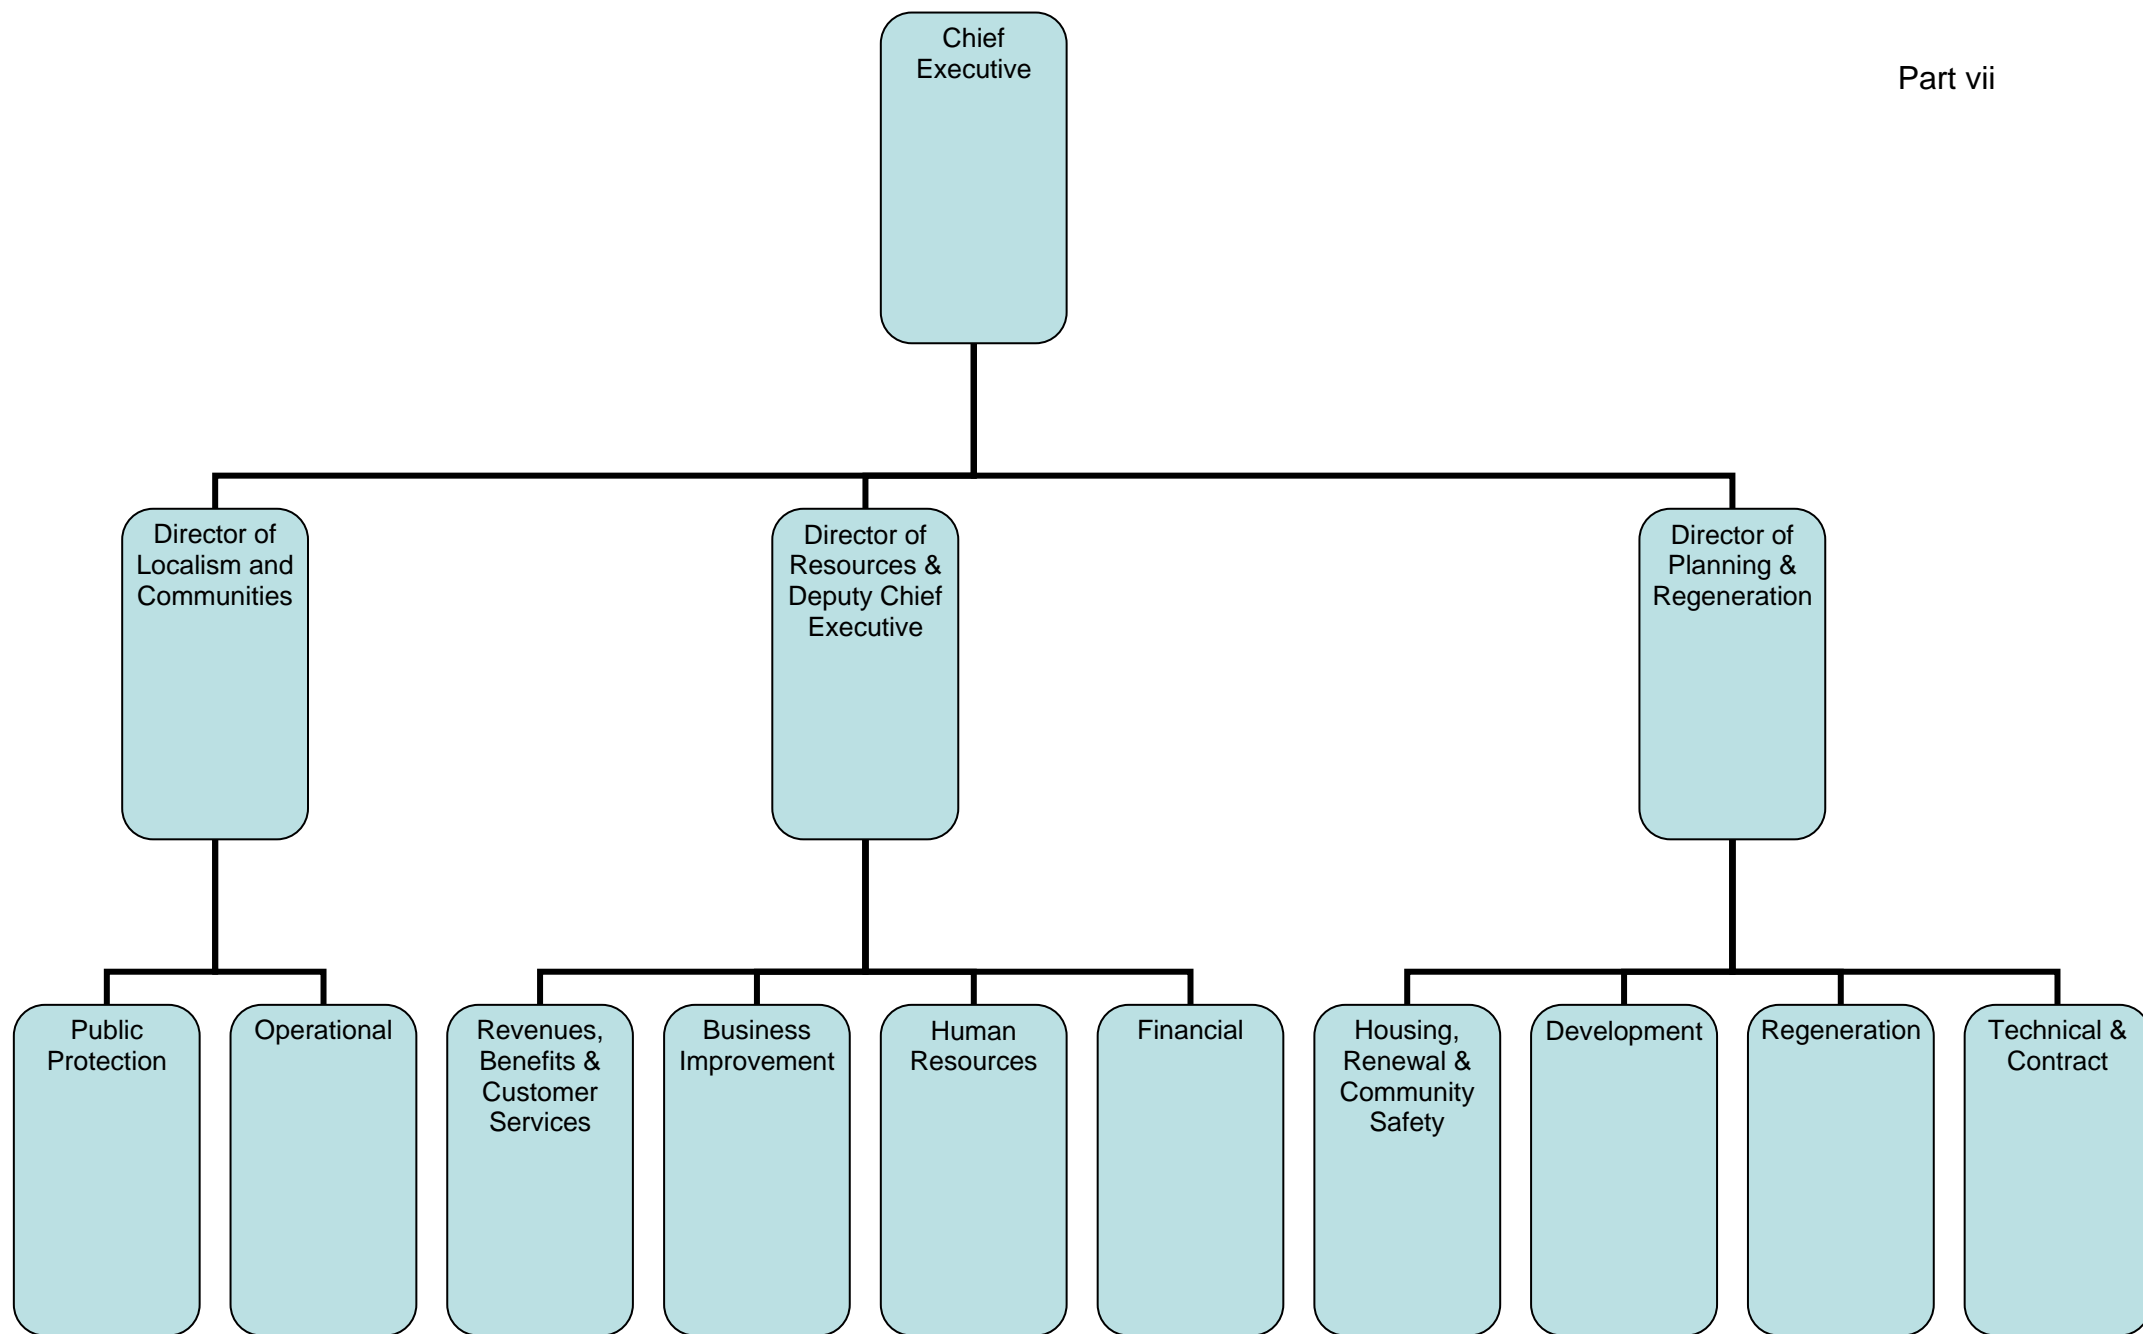 Chief
Executive
Part vii
Director of
Localism and
Communities
Director of
Resources &
Deputy Chief
Executive
Director of
Planning &
Regeneration
Public
Protection
Operational
Revenues,
Benefits &
Customer
Services
Business
Improvement
Human
Resources
Financial
Housing,
Renewal &
Community
Safety
Development
Regeneration
Technical &
Contract